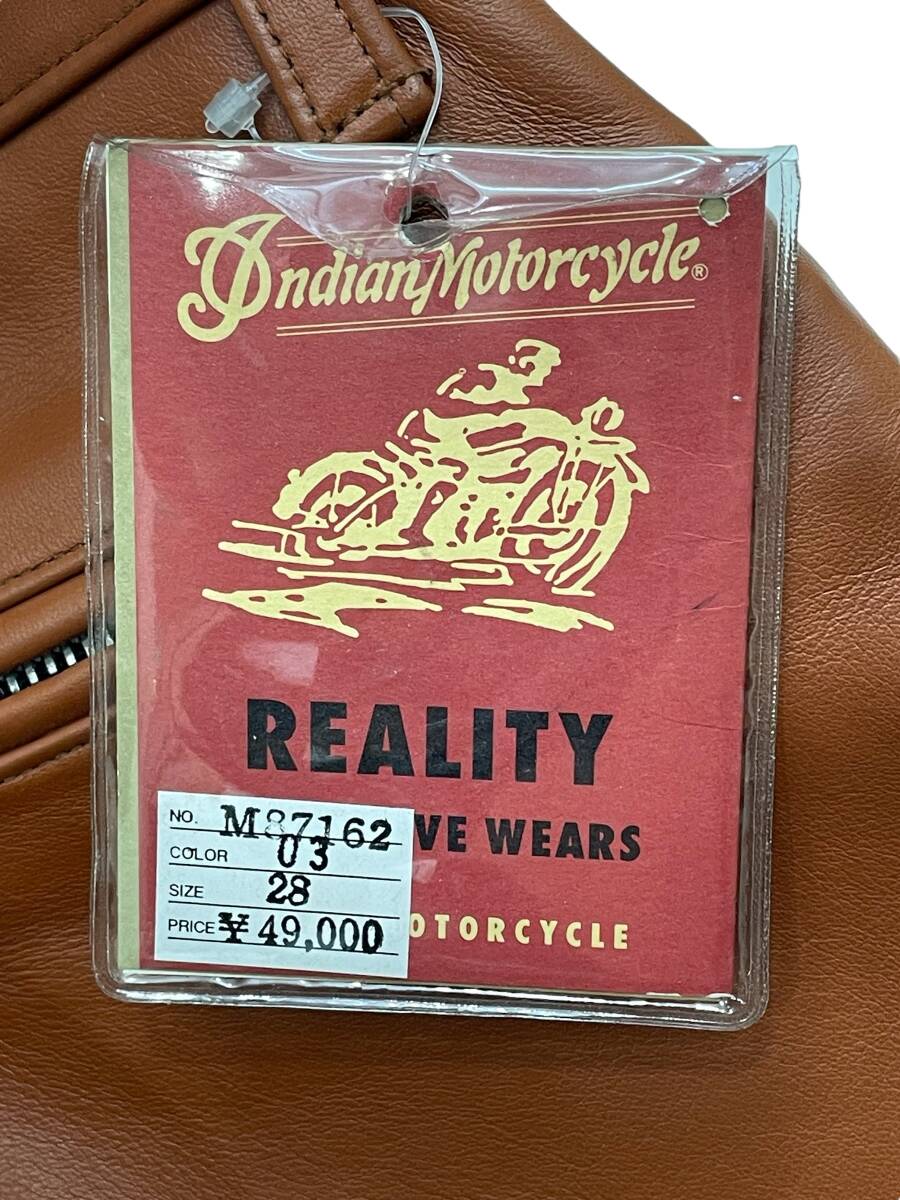 Indian Motorcycle®
REALITY
VE WEARS
OTORCYCLE
NO. M87162
COLOR 03
SIZE 28
PRICE ¥ 49,000